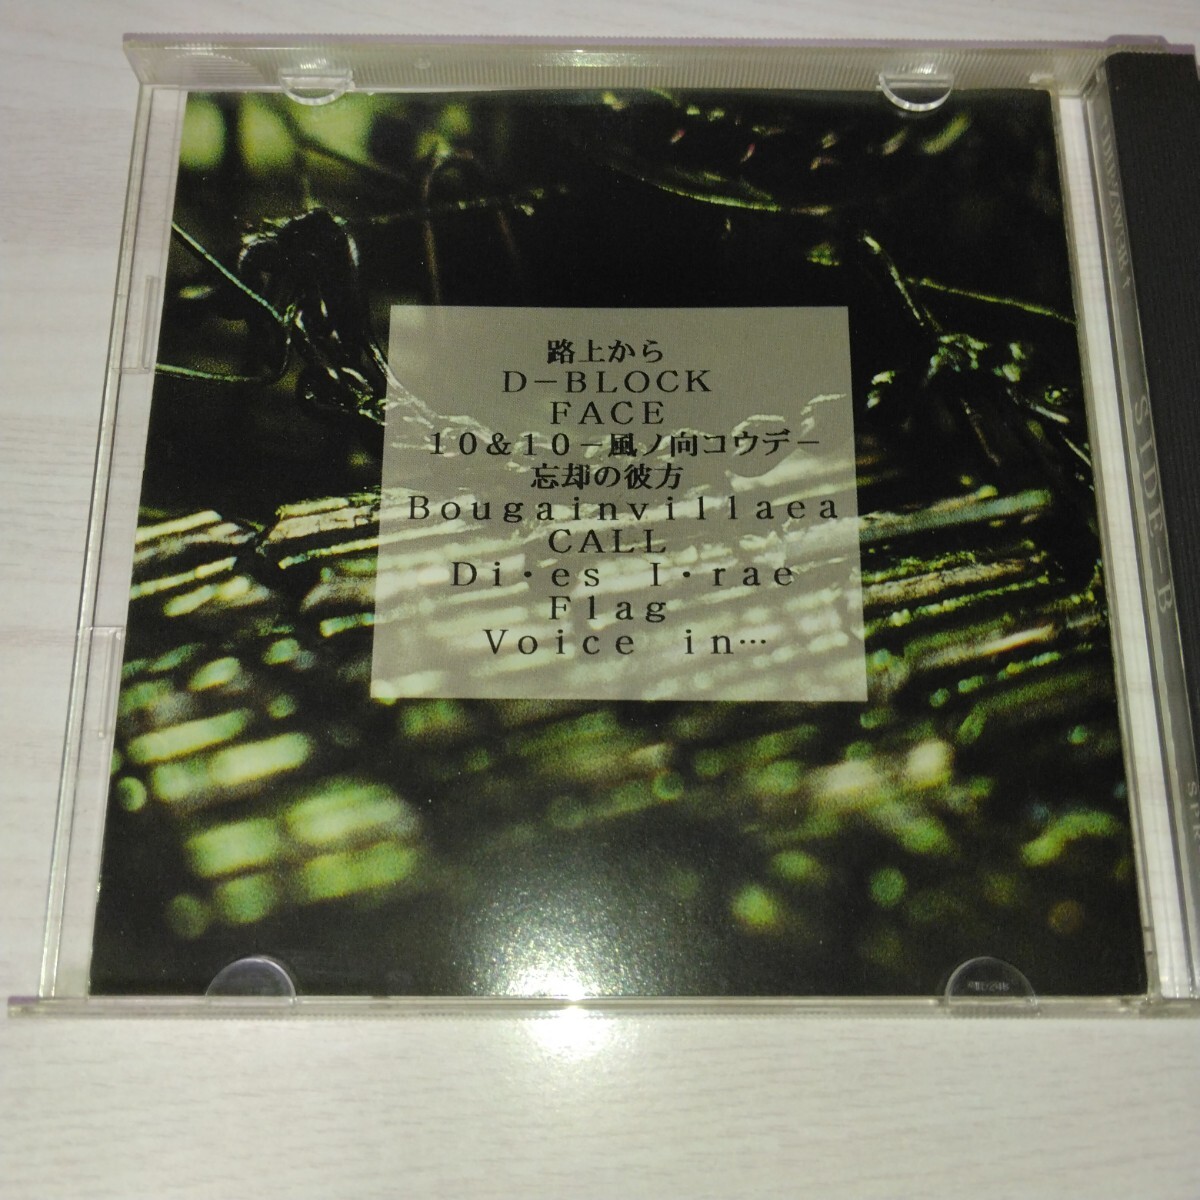 路上から
D－BLOCK
FACE
10&10－風ノ向コウデ－
忘却の彼方
Bougainvillaea
CALL
Di・es I・rae
Flag
Voice in…
SIDE－B